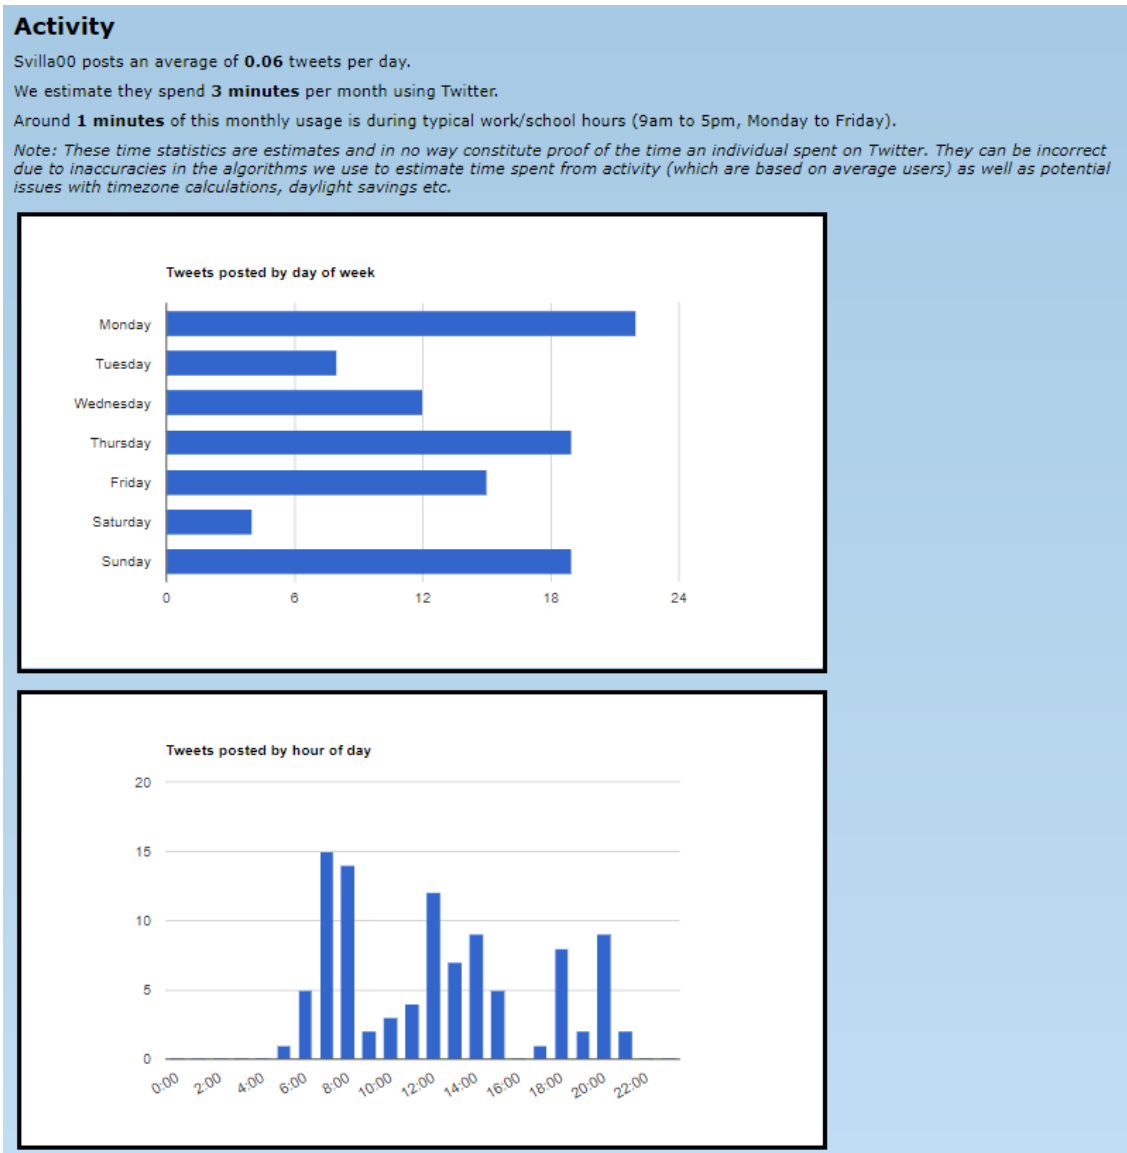 Activity
Svilla00 posts an average of 0.06 tweets per day.
We estimate they spend 3 minutes per month using Twitter.
Around 1 minutes of this monthly usage is during typical work/school hours (9am to 5pm, Monday to Friday).
Note: These time statistics are estimates and in no way constitute proof of the time an individual spent on Twitter. They can be incorrect
due to inaccuracies in the algorithms we use to estimate time spent from activity (which are based on average users) as well as potential
issues with timezone calculations, daylight savings etc.
Tweets posted by day of week
Monday
Tuesday
Wednesday
Thursday
Friday
Saturday
Sunday
0 6 12 18 24
Tweets posted by hour of day
20
15
10
5
0
0:00 2:00 4:00 6:00 8:00 10:00 12:00 14:00 16:00 18:00 20:00 22:00